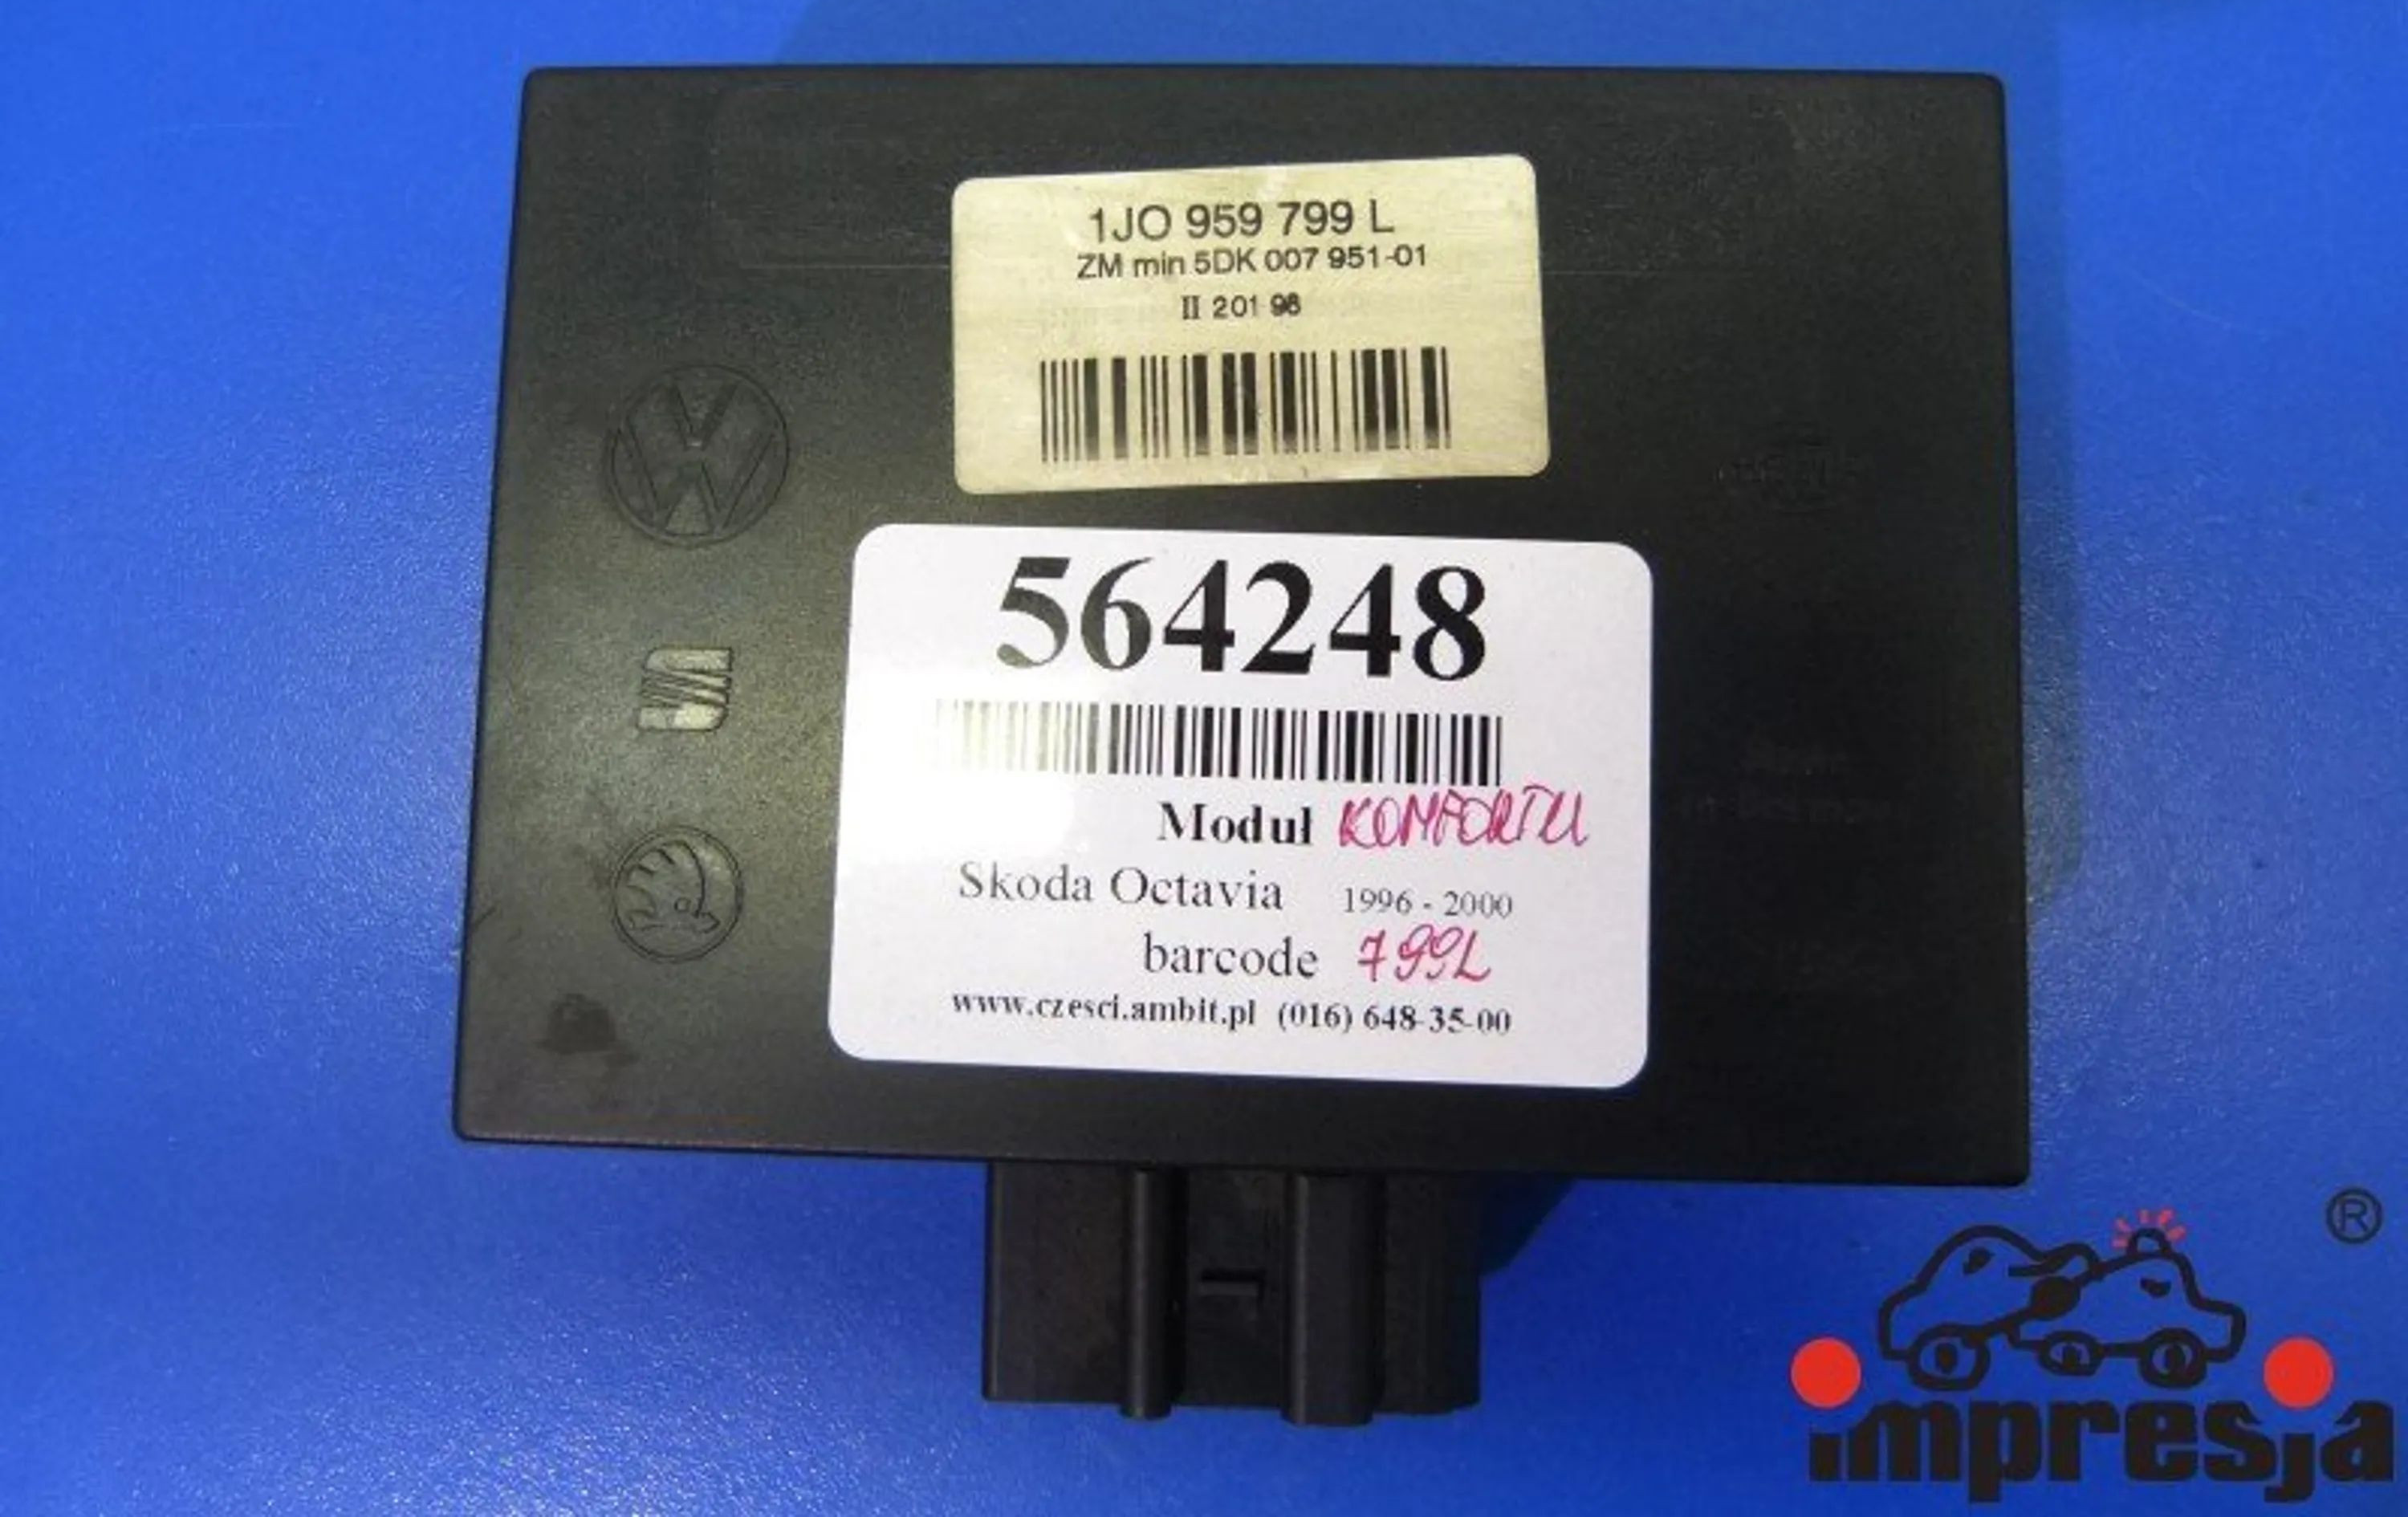 1JO 959 799 L
ZM min 5DK 007 951-01
II 201 98
564248
Moduł KOMFORTU
Skoda Octavia 1996 - 2000
barcode 799L
www.czesci.ambit.pl (016) 648-35-00
®
impresja